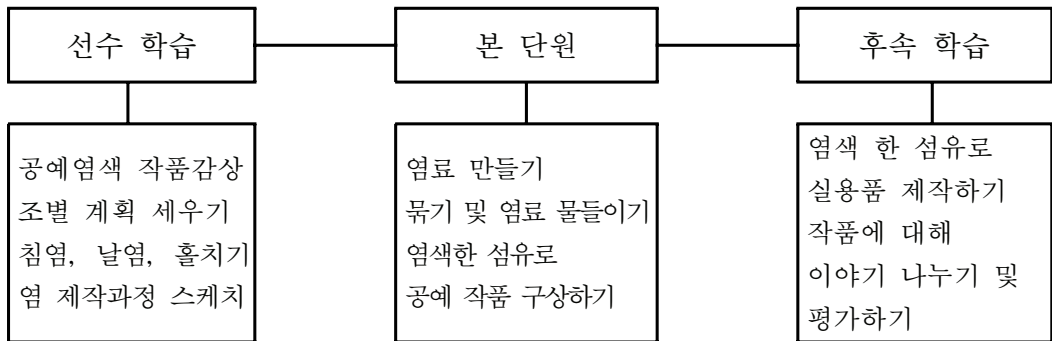 선수 학습
본 단원
후속 학습
공예염색 작품감상
조별 계획 세우기
침염, 날염, 홀치기
염 제작과정 스케치
염료 만들기
묶기 및 염료 물들이기
염색한 섬유로
공예 작품 구상하기
염색 한 섬유로
실용품 제작하기
작품에 대해
이야기 나누기 및
평가하기